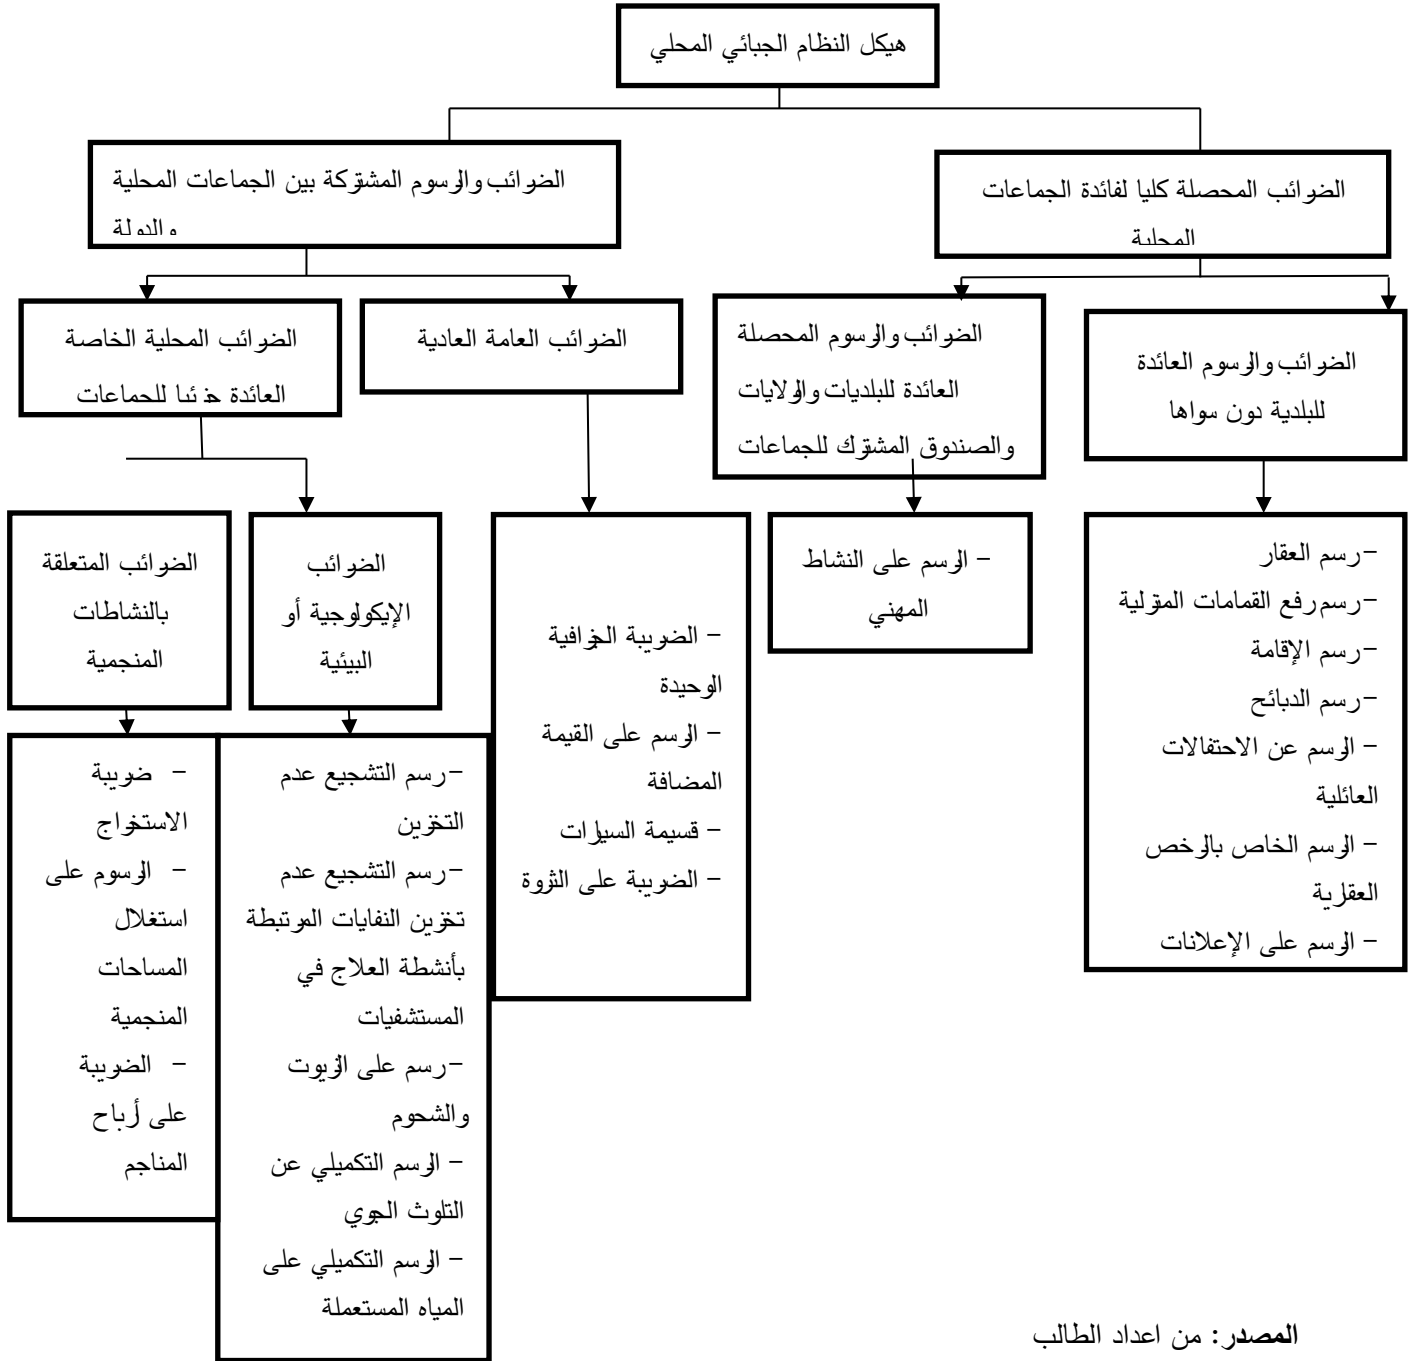 هيكل النظام الجبائي المحلي
الضرائب المحصلة كليا لفائدة الجماعات
المحلية
الضرائب والرسوم المشتركة بين الجماعات المحلية
والدولة
الضرائب والرسوم العائدة
للبلدية دون سواها
الضرائب والرسوم المحصلة
العائدة للبلديات والولايات
والصندوق المشترك للجماعات
الضرائب العامة العادية
الضرائب المحلية الخاصة
العائدة جزئيا للجماعات
-رسم العقار
-رسم رفع القمامات المنزلية
-رسم الإقامة
-رسم الدبائح
- الرسم عن الاحتفالات
العائلية
- الرسم الخاص بالرخص
العقارية
- الرسم على الإعلانات
- الرسم على النشاط
المهني
- الضريبة الجزافية
الوحيدة
- الرسم على القيمة
المضافة
- قسيمة السيارات
- الضريبة على الثروة
الضرائب
الإيكولوجية أو
البيئية
الضرائب المتعلقة
بالنشاطات
المنجمية
-رسم التشجيع عدم
التخزين
-رسم التشجيع عدم
تخزين النفايات المرتبطة
بأنشطة العلاج في
المستشفيات
-رسم على الزيوت
والشحوم
- الرسم التكميلي عن
التلوث الجوي
- الرسم التكميلي على
المياه المستعملة
- ضريبة
الاستخراج
- الرسوم على
استغلال
المساحات
المنجمية
- الضريبة
على أرباح
المناجم
المصدر: من اعداد الطالب